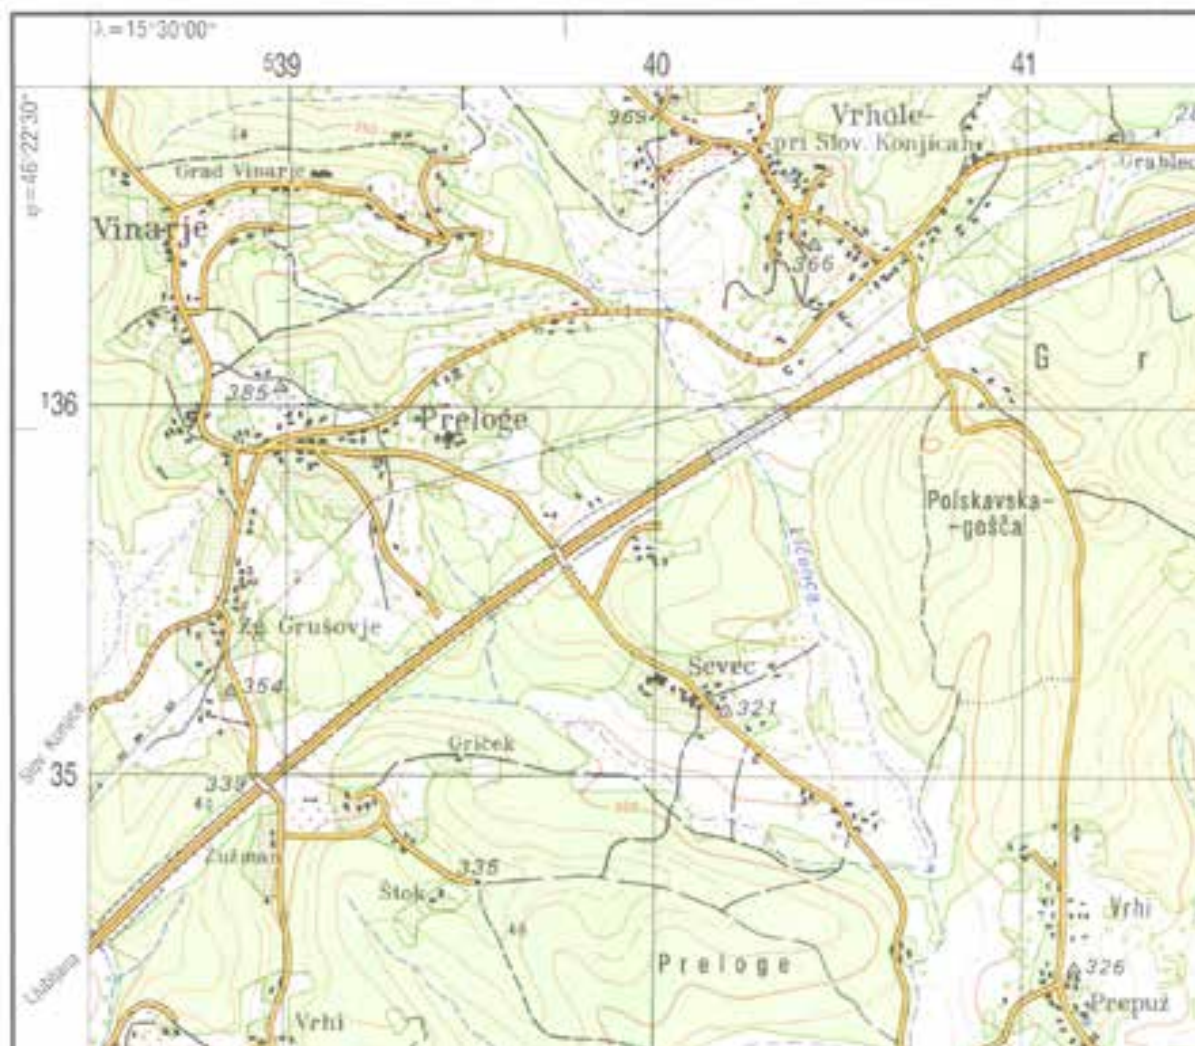 λ=15°30'00"
⁵39
40
41
φ=46°22'30"
369
Vrhole-
-pri Slov. Konjicah
Grad Vinarje
Vinarje
366
G r
385
¹36
Preloge
Polskavska-
-gošča
Ličenca
Zg. Grušovje
354
Sevec
321
Slov. Konjice
Griček
35
339
Žužman
335
Štok
Vrhi
Preloge
326
Prepuž
Ljubljana
Vrhi